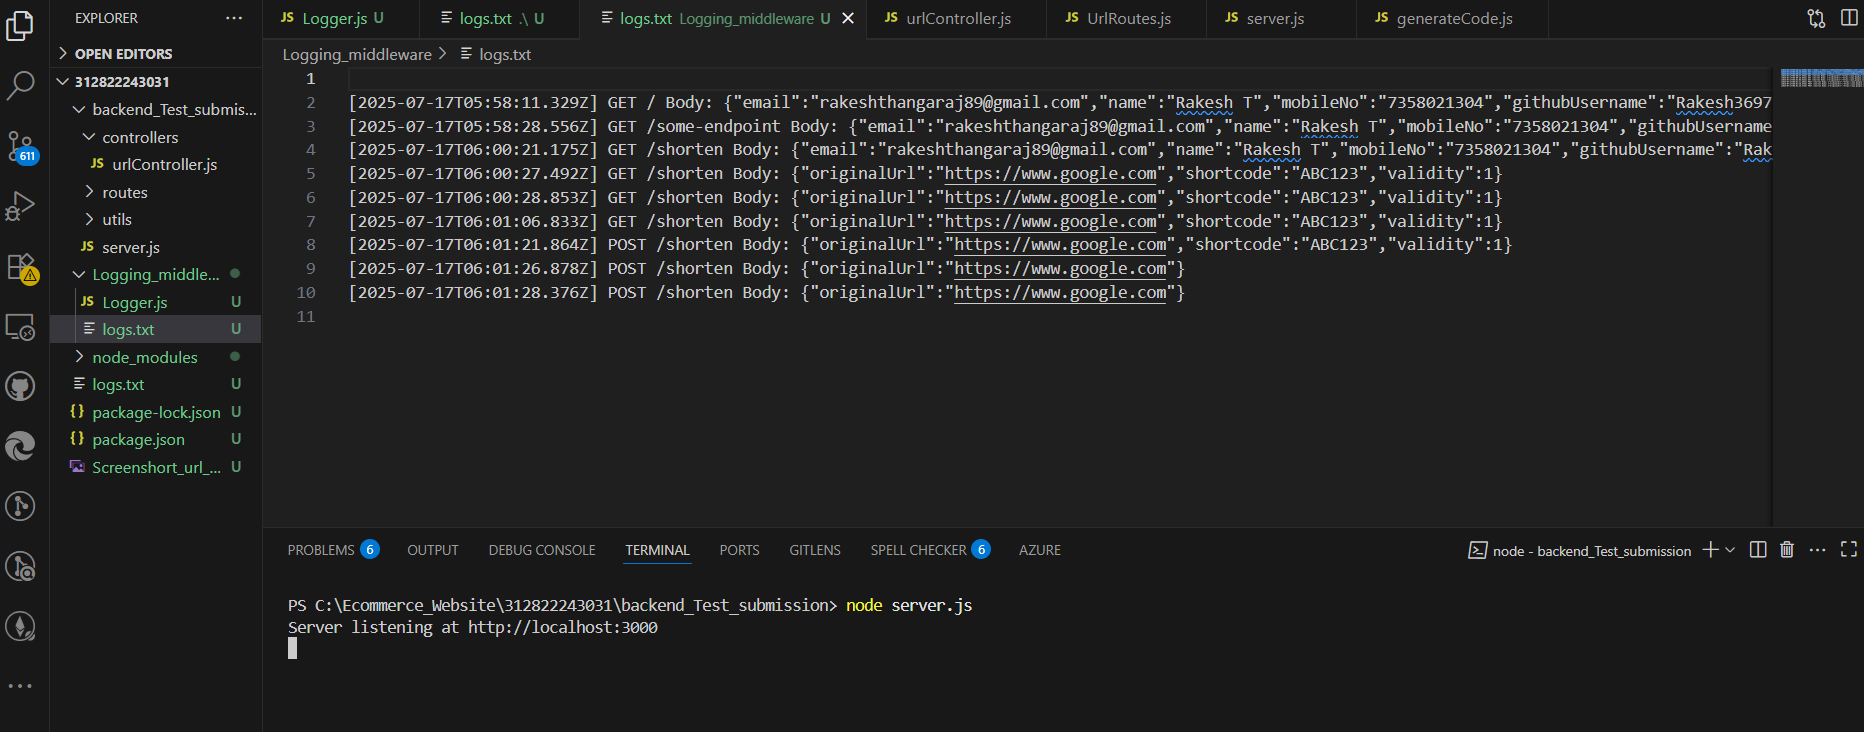 EXPLORER ···
Logger.js U
logs.txt .\ U
logs.txt Logging_middleware U
JS urlController.js
JS UrlRoutes.js
JS server.js
JS generateCode.js
OPEN EDITORS
312822243031
backend_Test_submiss...
controllers
JS urlController.js
routes
utils
JS server.js
Logging_middle...
JS Logger.js U
logs.txt U
node_modules
logs.txt U
{} package-lock.json U
{} package.json U
Screenshort_url_... U
611
Logging_middleware > logs.txt
1
2 [2025-07-17T05:58:11.329Z] GET / Body: {"email":"rakeshthangaraj89@gmail.com","name":"Rakesh T","mobileNo":"7358021304","githubUsername":"Rakesh3697
3 [2025-07-17T05:58:28.556Z] GET /some-endpoint Body: {"email":"rakeshthangaraj89@gmail.com","name":"Rakesh T","mobileNo":"7358021304","githubUsername
4 [2025-07-17T06:00:21.175Z] GET /shorten Body: {"email":"rakeshthangaraj89@gmail.com","name":"Rakesh T","mobileNo":"7358021304","githubUsername":"Rak
5 [2025-07-17T06:00:27.492Z] GET /shorten Body: {"originalUrl":"https://www.google.com","shortcode":"ABC123","validity":1}
6 [2025-07-17T06:00:28.853Z] GET /shorten Body: {"originalUrl":"https://www.google.com","shortcode":"ABC123","validity":1}
7 [2025-07-17T06:01:06.833Z] GET /shorten Body: {"originalUrl":"https://www.google.com","shortcode":"ABC123","validity":1}
8 [2025-07-17T06:01:21.864Z] POST /shorten Body: {"originalUrl":"https://www.google.com","shortcode":"ABC123","validity":1}
9 [2025-07-17T06:01:26.878Z] POST /shorten Body: {"originalUrl":"https://www.google.com"}
10 [2025-07-17T06:01:28.376Z] POST /shorten Body: {"originalUrl":"https://www.google.com"}
11
PROBLEMS 6 OUTPUT DEBUG CONSOLE TERMINAL PORTS GITLENS SPELL CHECKER 6 AZURE
node - backend_Test_submission
PS C:\Ecommerce_Website\312822243031\backend_Test_submission> node server.js
Server listening at http://localhost:3000